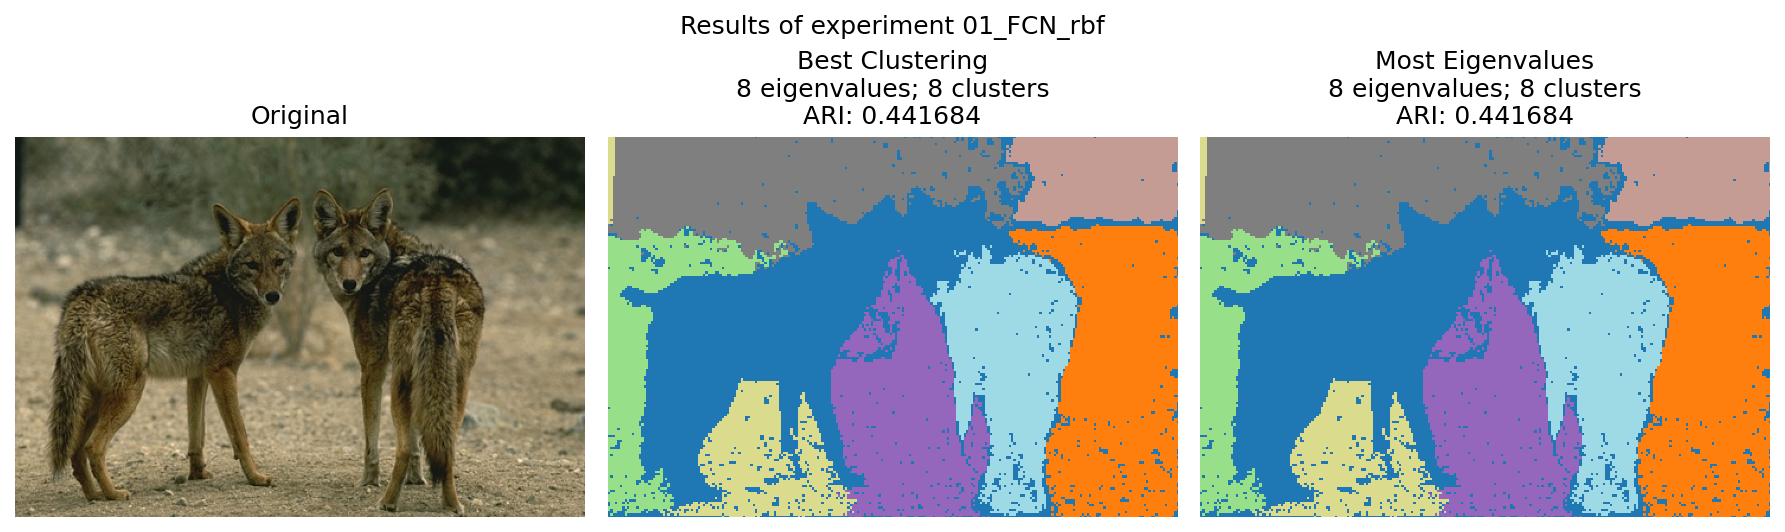 Results of experiment 01_FCN_rbf
Original
Best Clustering
8 eigenvalues; 8 clusters
ARI: 0.441684
Most Eigenvalues
8 eigenvalues; 8 clusters
ARI: 0.441684